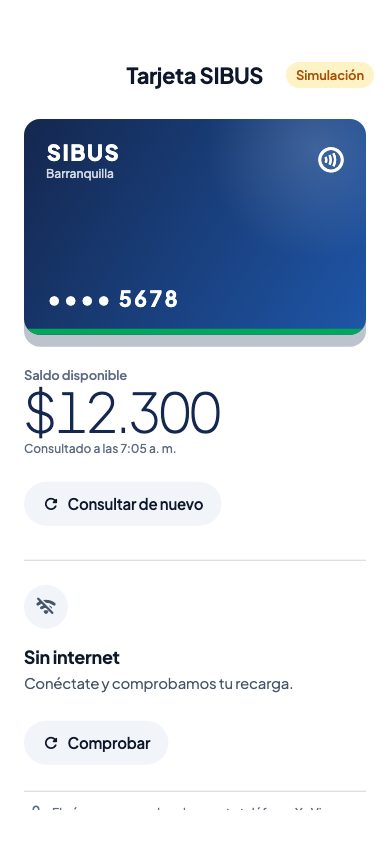 Tarjeta SIBUS
Simulación
SIBUS
Barranquilla
•••• 5678
Saldo disponible
$12.300
Consultado a las 7:05 a. m.
Consultar de nuevo
Sin internet
Conéctate y comprobamos tu recarga.
Comprobar